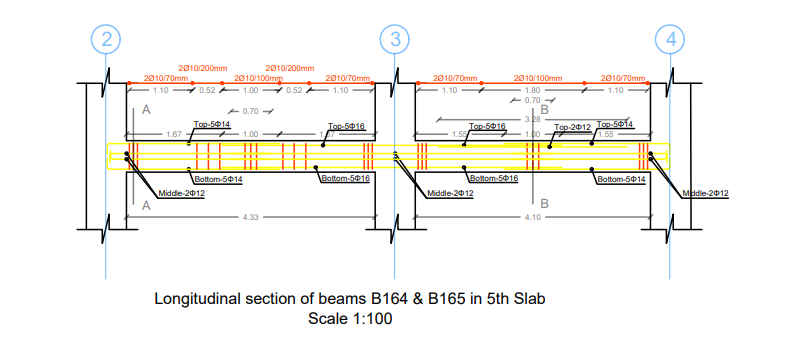 2 3 4
2Ø10/200mm 2Ø10/200mm
2Ø10/70mm 2Ø10/100mm 2Ø10/70mm 2Ø10/70mm 2Ø10/100mm 2Ø10/70mm
1.10 0.52 1.00 0.52 1.10 1.10 1.80 1.10
0.70
A 0.70 B
3.28
Top-5Φ14 Top-5Φ16 Top-5Φ16 Top-2Φ12 Top-5Φ14
1.67 1.00 1.67 1.55 1.00 1.55
Bottom-5Φ14 Bottom-5Φ16 Bottom-5Φ16 Bottom-5Φ14
Middle-2Φ12 Middle-2Φ12 Middle-2Φ12
A B
4.33 4.10
Longitudinal section of beams B164 & B165 in 5th Slab
Scale 1:100